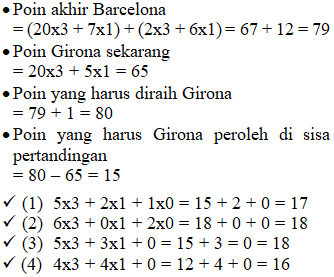 • Poin akhir Barcelona
= (20x3 + 7x1) + (2x3 + 6x1) = 67 + 12 = 79
• Poin Girona sekarang
= 20x3 + 5x1 = 65
• Poin yang harus diraih Girona
= 79 + 1 = 80
• Poin yang harus Girona peroleh di sisa
pertandingan
= 80 – 65 = 15
✓ (1) 5x3 + 2x1 + 1x0 = 15 + 2 + 0 = 17
✓ (2) 6x3 + 0x1 + 2x0 = 18 + 0 + 0 = 18
✓ (3) 5x3 + 3x1 + 0 = 15 + 3 = 0 = 18
✓ (4) 4x3 + 4x1 + 0 = 12 + 4 + 0 = 16